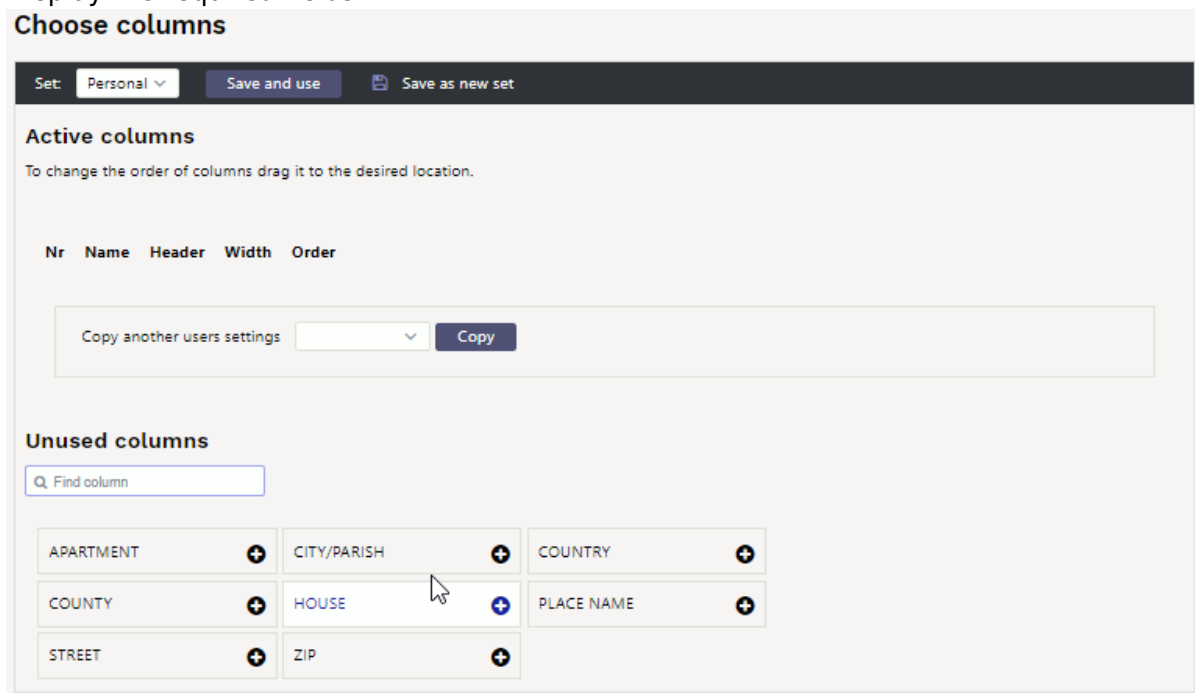 Choose columns
Set: Personal Save and use Save as new set
Active columns
To change the order of columns drag it to the desired location.
Nr Name Header Width Order
Copy another users settings Copy
Unused columns
Find column
APARTMENT CITY/PARISH COUNTRY
COUNTY HOUSE PLACE NAME
STREET ZIP